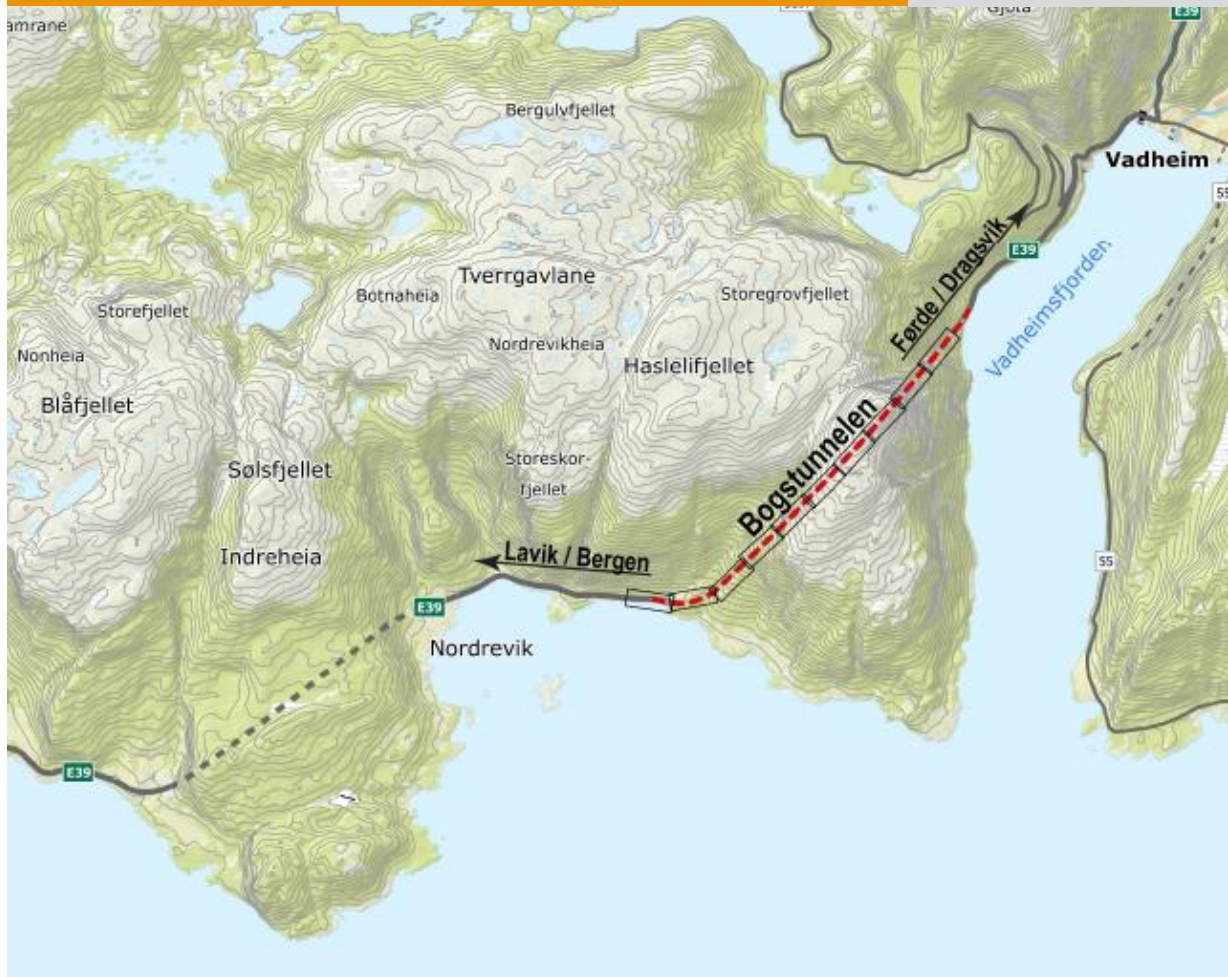 amrane
Gjøta
E39
Bergulvfjellet
Vadheim
55
Førde / Dragsvik
E39
Vadheimsfjorden
Tverrgavlane
Botnaheia
Storegrovfjellet
Storefjellet
Nordrevikheia
Nonheia
Haslelifjellet
Blåfjellet
Bogstunnelen
Storeskor-
fjellet
Sølsfjellet
Lavik / Bergen
Indreheia
55
E39
Nordrevik
E39